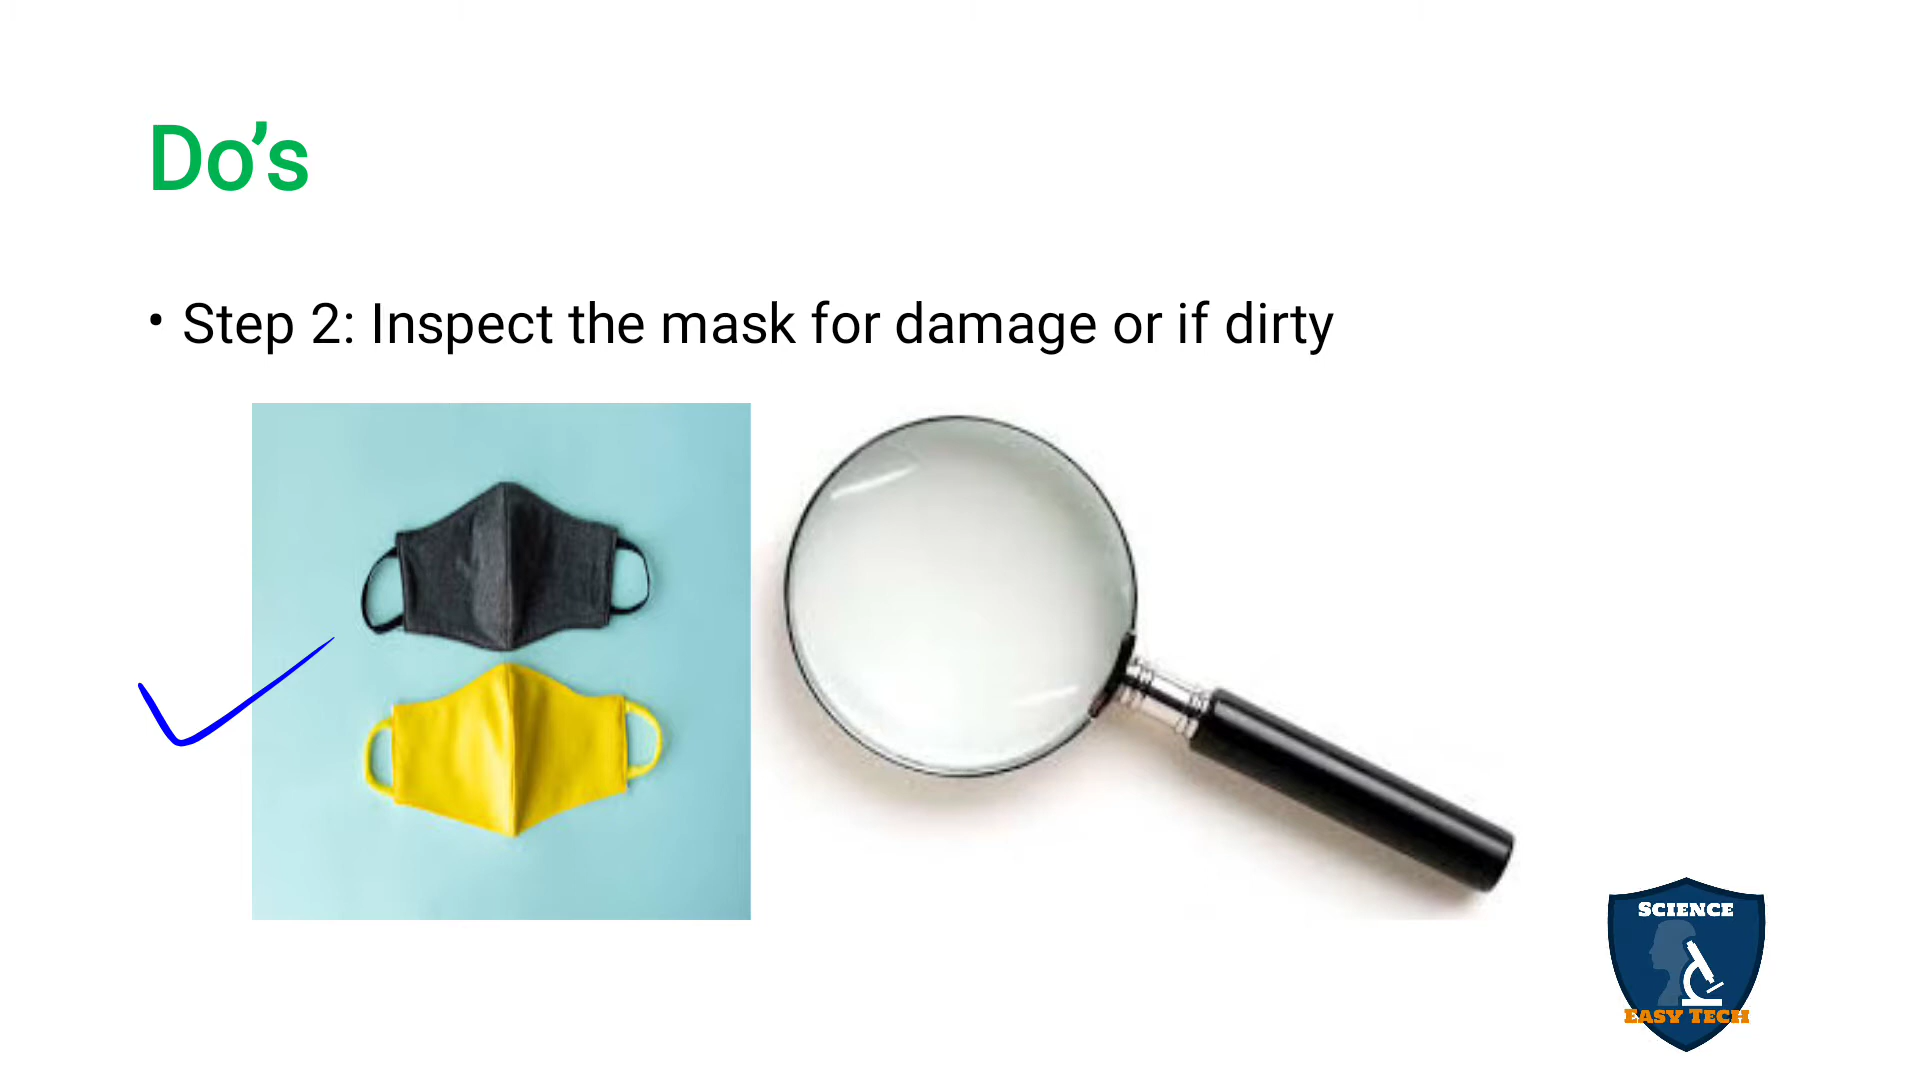 Do’s
• Step 2: Inspect the mask for damage or if dirty
SCIENCE
EASY TECH